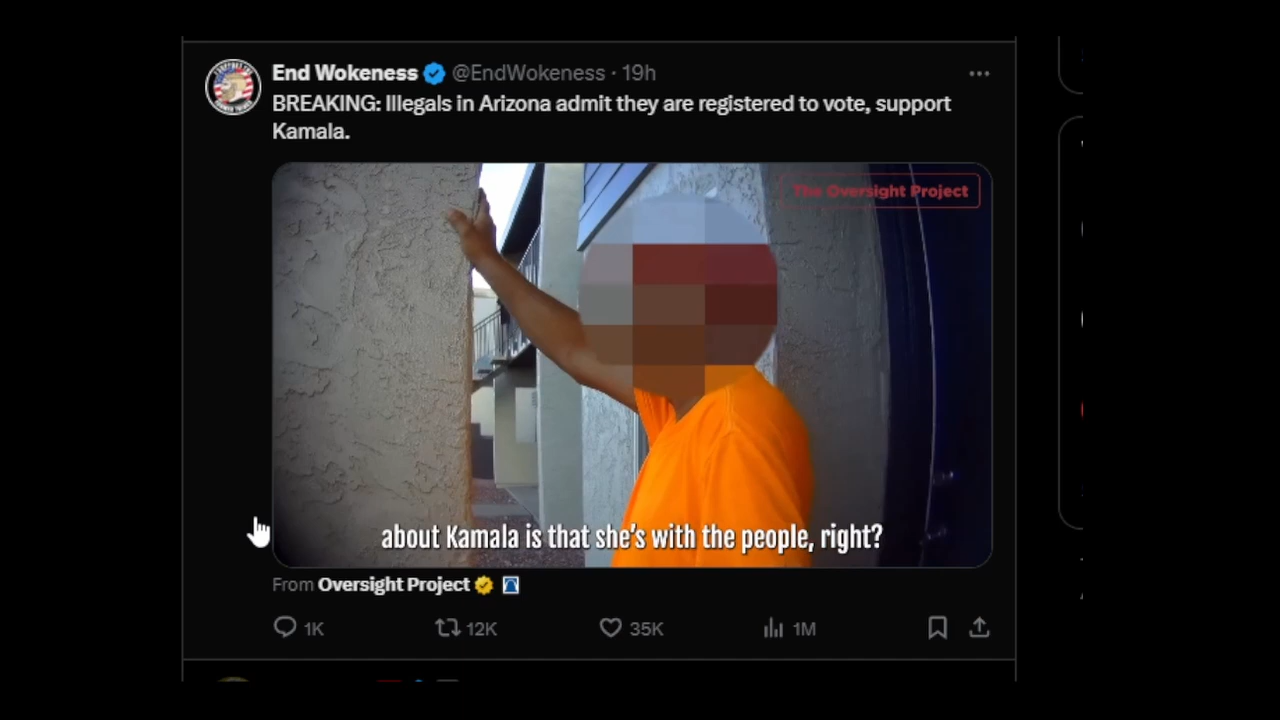 End Wokeness @EndWokeness · 19h
BREAKING: Illegals in Arizona admit they are registered to vote, support
Kamala.
The Oversight Project
about Kamala is that she's with the people, right?
From Oversight Project
1K 12K 35K 1M